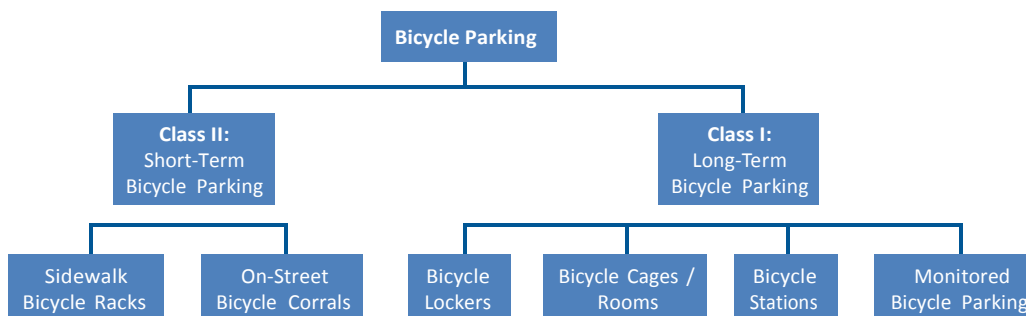 Bicycle Parking
Class II:
Short-Term
Bicycle Parking
Class I:
Long-Term
Bicycle Parking
Sidewalk
Bicycle Racks
On-Street
Bicycle Corrals
Bicycle
Lockers
Bicycle Cages /
Rooms
Bicycle
Stations
Monitored
Bicycle Parking